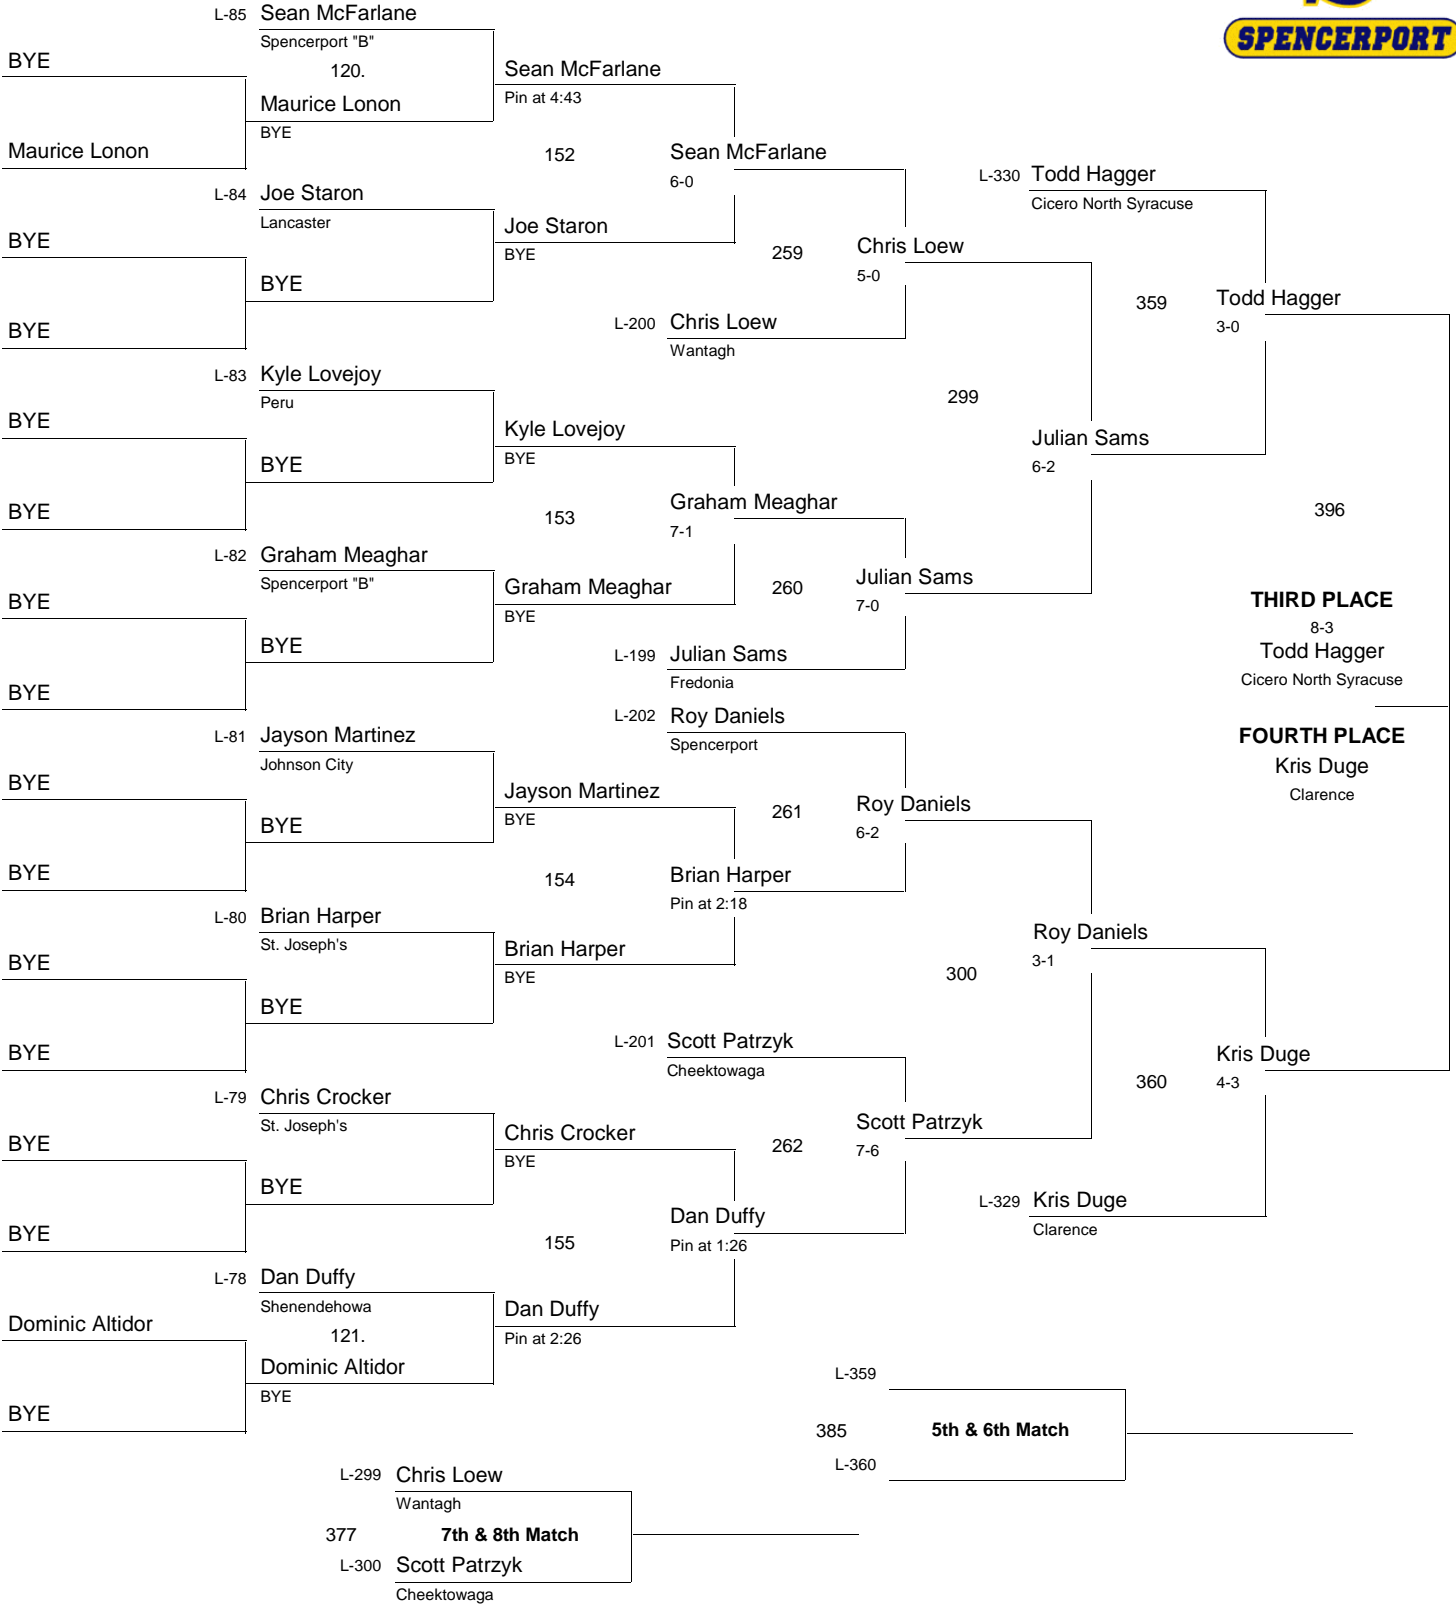 SPENCERPORT
L-85 Sean McFarlane
Spencerport "B"
BYE
120.
Sean McFarlane
Pin at 4:43
Maurice Lonon
BYE
Maurice Lonon
152
Sean McFarlane
6-0
L-330 Todd Hagger
Cicero North Syracuse
L-84 Joe Staron
Lancaster
BYE
Joe Staron
BYE
259
Chris Loew
5-0
BYE
BYE
L-200 Chris Loew
Wantagh
359
Todd Hagger
3-0
L-83 Kyle Lovejoy
Peru
BYE
299
Kyle Lovejoy
BYE
BYE
BYE
Julian Sams
6-2
153
Graham Meaghar
7-1
396
L-82 Graham Meaghar
Spencerport "B"
BYE
Graham Meaghar
BYE
260
Julian Sams
7-0
BYE
BYE
L-199 Julian Sams
Fredonia
THIRD PLACE
8-3
Todd Hagger
Cicero North Syracuse
L-202 Roy Daniels
Spencerport
FOURTH PLACE
Kris Duge
Clarence
L-81 Jayson Martinez
Johnson City
BYE
Jayson Martinez
BYE
261
Roy Daniels
6-2
BYE
BYE
154
Brian Harper
Pin at 2:18
L-80 Brian Harper
St. Joseph's
BYE
Brian Harper
BYE
300
Roy Daniels
3-1
BYE
BYE
L-201 Scott Patrzyk
Cheektowaga
360
Kris Duge
4-3
L-79 Chris Crocker
St. Joseph's
BYE
Chris Crocker
BYE
262
Scott Patrzyk
7-6
BYE
BYE
155
Dan Duffy
Pin at 1:26
L-329 Kris Duge
Clarence
L-78 Dan Duffy
Shenendehowa
Dominic Altidor
121.
Dan Duffy
Pin at 2:26
Dominic Altidor
BYE
BYE
L-359
385 5th & 6th Match
L-360
L-299 Chris Loew
Wantagh
377 7th & 8th Match
L-300 Scott Patrzyk
Cheektowaga